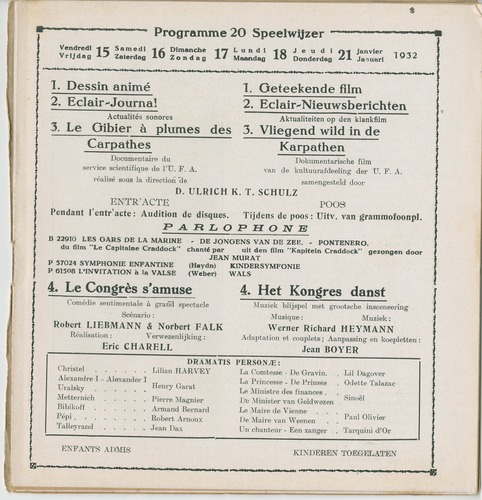 8
Programme 20 Speelwijzer
Vendredi Vrijdag 15 Samedi Zaterdag 16 Dimanche Zondag 17 Lundi Maandag 18 Jeudi Donderdag 21 janvier Januari 1932
1. Dessin animé
2. Eclair-Journa!
Actualités sonores
3. Le Gibier à plumes des
Carpathes
Documentaire du
service scientifique de l'U. F. A.
réalisé sous la direction de
1. Geteekende film
2. Eclair-Nieuwsberichten
Aktualiteiten op den klankfilm
3. Vliegend wild in de
Karpathen
Dokumentarische film
van de kultuurafdeeling der U. F. A.
samengesteld door
D. ULRICH K. T. SCHULZ
ENTR'ACTE POOS
Pendant l'entr'acte: Audition de disques. Tijdens de poos: Uitv. van grammofoonpl.
PARLOPHONE
B 22910 LES GARS DE LA MARINE - DE JONGENS VAN DE ZEE. - PONTENERO.
du film "Le Capitaine Craddock" chanté par uit den film "Kapitein Craddock" gezongen door
JEAN MURAT
P 57024 SYMPHONIE ENFANTINE (Haydn) KINDERSYMFONIE
P 61508 L'INVITATION à la VALSE (Weber) WALS
4. Le Congrès s'amuse
Comédie sentimentale à grand spectacle
Scénario:
Robert LIEBMANN & Norbert FALK
Réalisation: Verwezenlijking:
Eric CHARELL
4. Het Kongres danst
Muziek blijspel met grootsche insceneering
Musique: Muziek:
Werner Richard HEYMANN
Adaptation et couplets; Aanpassing en koepletten:
Jean BOYER
DRAMATIS PERSONÆ:
Christel . . . . . . Lilian HARVEY
Alexandre I - Alexander I
Uralsky . . . . . . Henry Garat
Metternich . . . . . Pierre Magnier
Bibikoff . . . . . . Armand Bernard
Pépi . . . . . . . Robert Arnoux
Talleyrand . . . . . Jean Dax
La Comtesse - De Gravin. . Lil Dagover
La Princesse - De Prinses . Odette Talazac
Le Ministre des finances. .
De Minister van Geldwezen Sinoël
Le Maire de Vienne . .
De Maire van Weenen . . Paul Olivier
Un chanteur - Een zanger . Tarquini d'Or
ENFANTS ADMIS KINDEREN TOEGELATEN